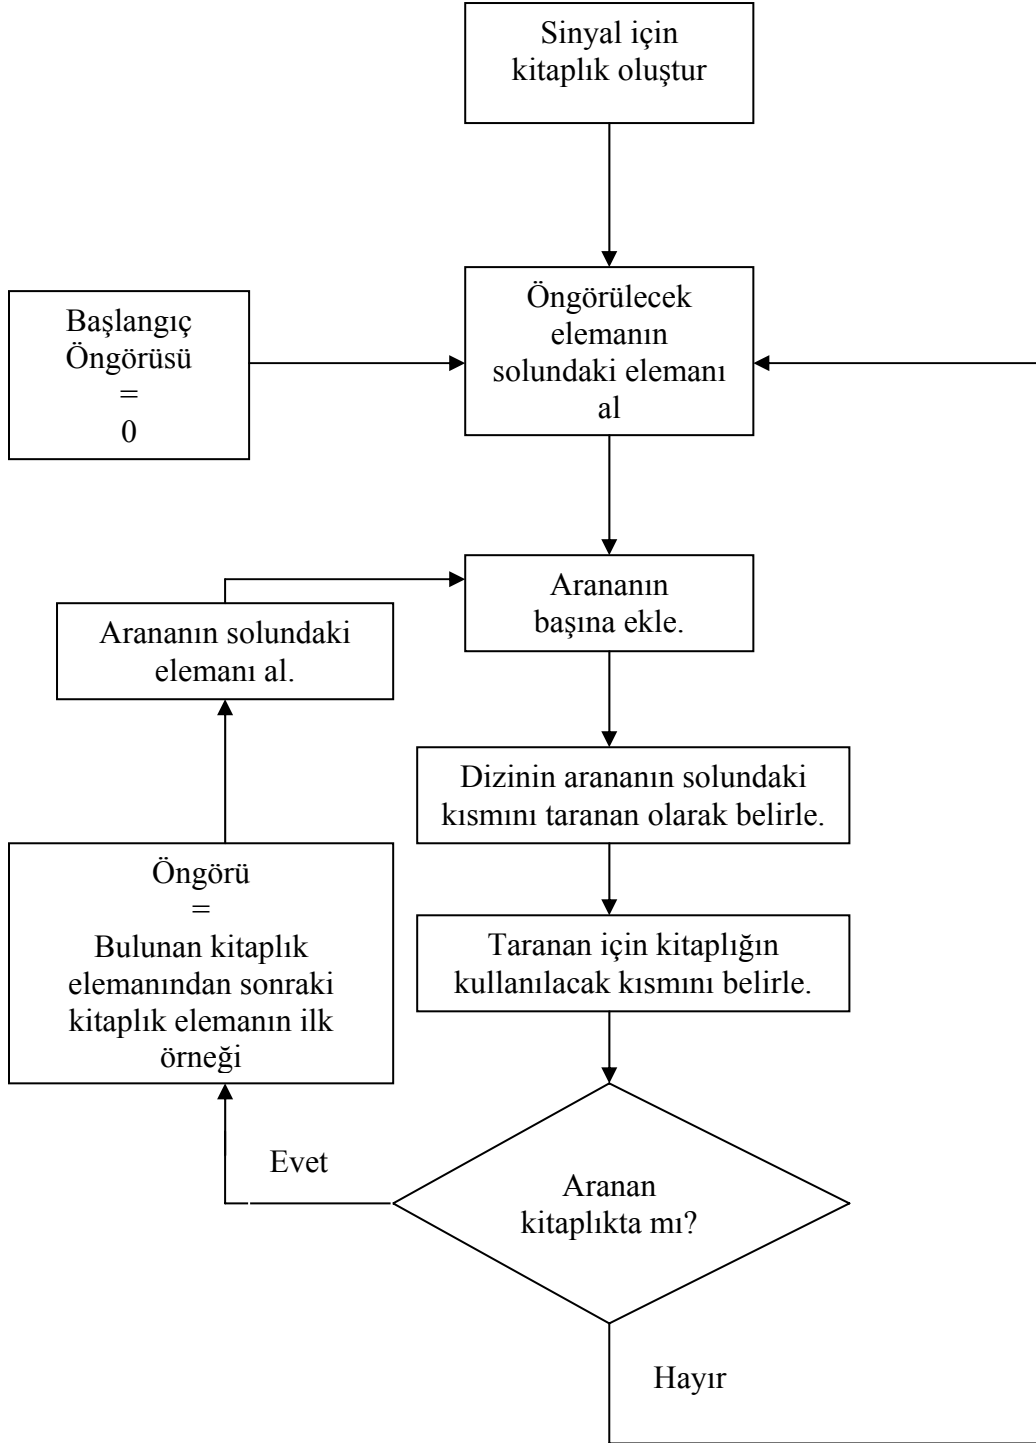 Sinyal için
kitaplık oluştur
Öngörülecek
elemanın
solundaki elemanı
al
Başlangıç
Öngörüsü
=
0
Arananın
başına ekle.
Arananın solundaki
elemanı al.
Dizinin arananın solundaki
kısmını taranan olarak belirle.
Öngörü
=
Bulunan kitaplık
elemanından sonraki
kitaplık elemanın ilk
örneği
Taranan için kitaplığın
kullanılacak kısmını belirle.
Evet
Aranan
kitaplıkta mı?
Hayır